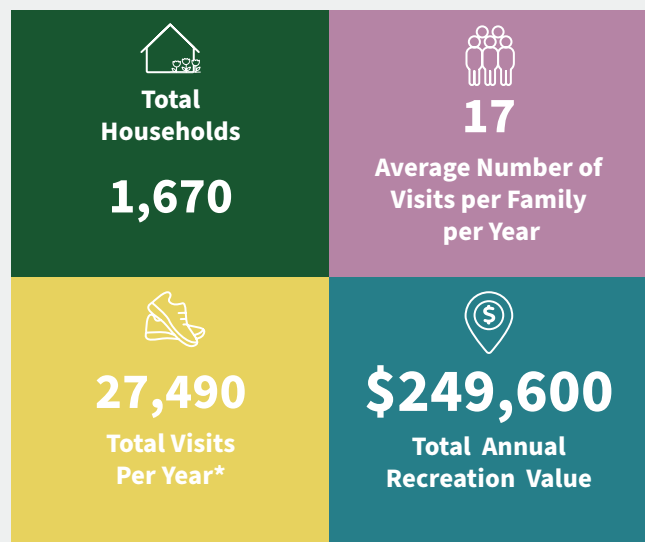 Total
Households
1,670
17
Average Number of
Visits per Family
per Year
27,490
Total Visits
Per Year*
$
$249,600
Total Annual
Recreation Value